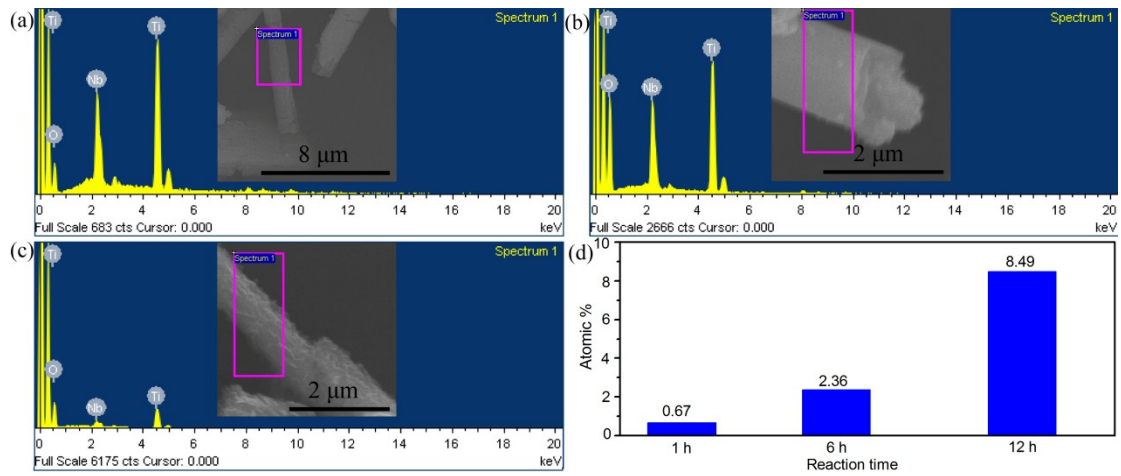 (a)
Spectrum 1
Ti
O
Nb
Ti
Spectrum 1
8 μm
0 2 4 6 8 10 12 14 16 18 20
Full Scale 683 cts Cursor: 0.000
keV
(b)
Spectrum 1
Ti
O
Nb
Ti
Spectrum 1
2 μm
0 2 4 6 8 10 12 14 16 18 20
Full Scale 2666 cts Cursor: 0.000
keV
(c)
Spectrum 1
Ti
O
Nb
Ti
Spectrum 1
2 μm
0 2 4 6 8 10 12 14 16 18 20
Full Scale 6175 cts Cursor: 0.000
keV
(d)
Atomic %
10
8
6
4
2
0
0.67
2.36
8.49
1 h 6 h 12 h
Reaction time